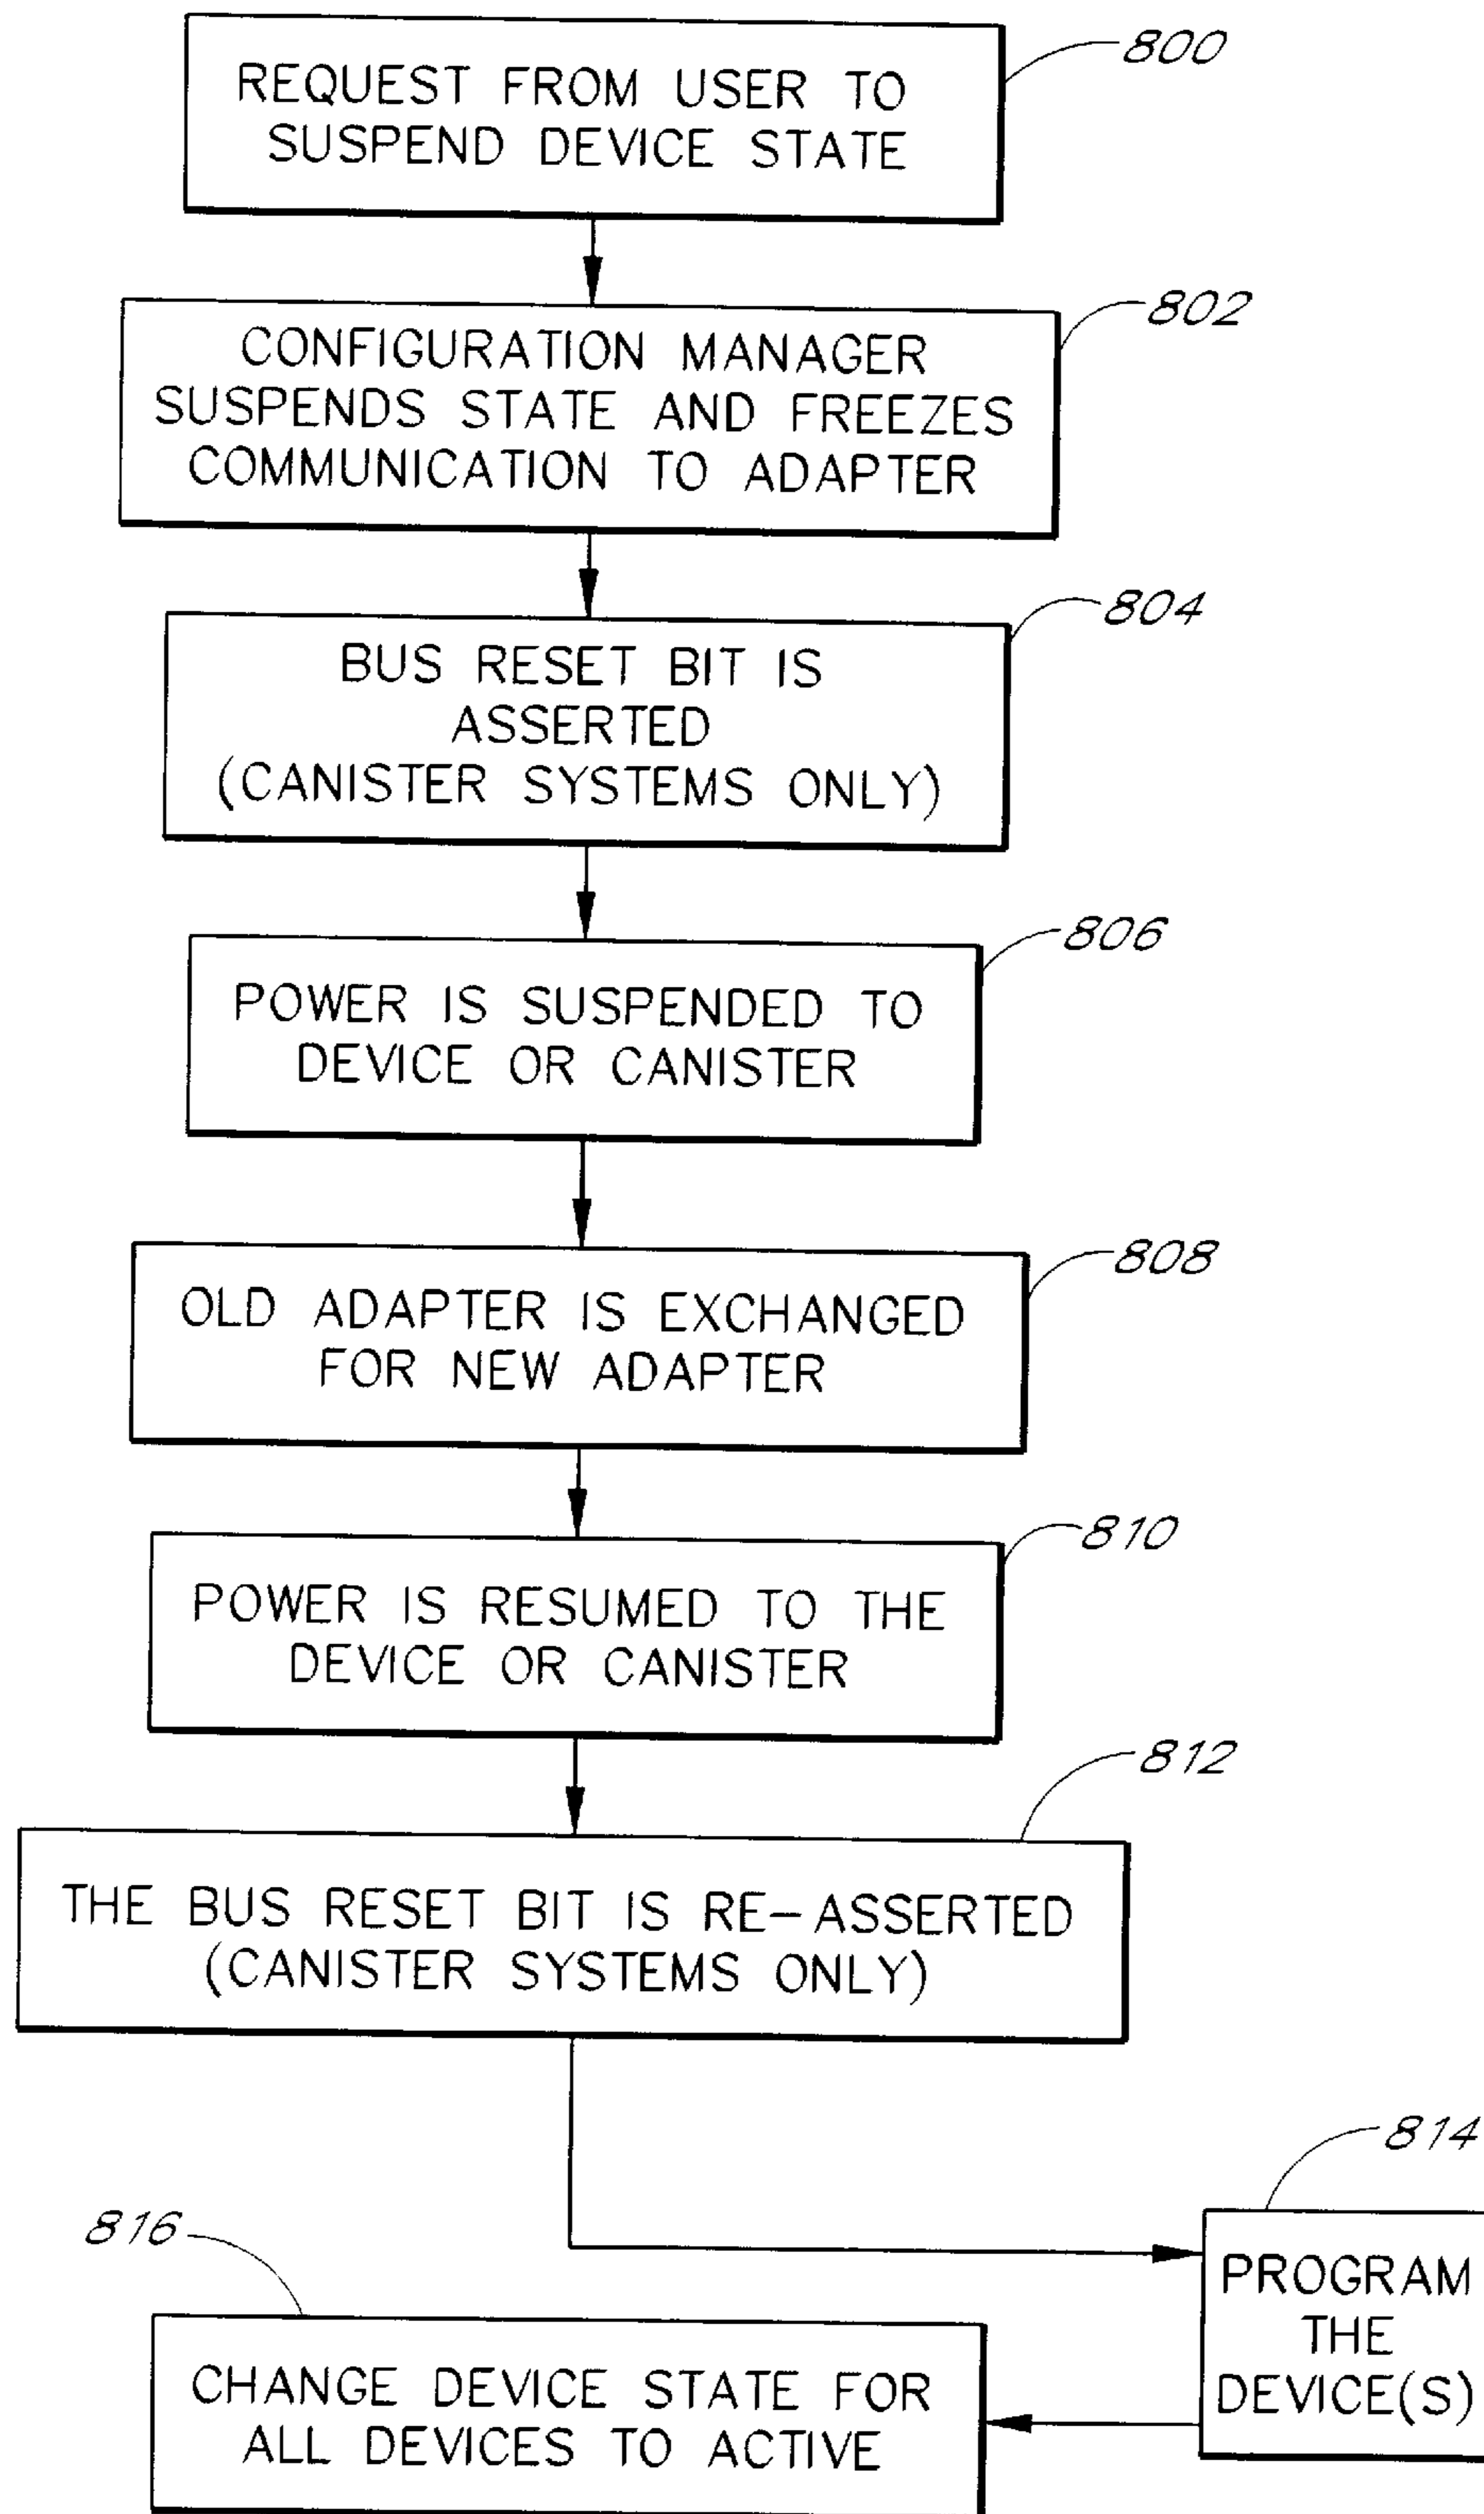 800
REQUEST FROM USER TO
SUSPEND DEVICE STATE
802
CONFIGURATION MANAGER
SUSPENDS STATE AND FREEZES
COMMUNICATION TO ADAPTER
804
BUS RESET BIT IS
ASSERTED
(CANISTER SYSTEMS ONLY)
806
POWER IS SUSPENDED TO
DEVICE OR CANISTER
808
OLD ADAPTER IS EXCHANGED
FOR NEW ADAPTER
810
POWER IS RESUMED TO THE
DEVICE OR CANISTER
812
THE BUS RESET BIT IS RE-ASSERTED
(CANISTER SYSTEMS ONLY)
814
PROGRAM
THE
DEVICE(S)
816
CHANGE DEVICE STATE FOR
ALL DEVICES TO ACTIVE